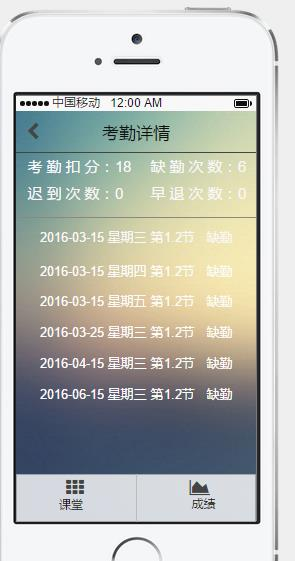 中国移动 12:00 AM
考勤详情
考勤扣分：18 缺勤次数：6
迟到次数：0 早退次数：0
2016-03-15 星期三 第1.2节 缺勤
2016-03-15 星期四 第1.2节 缺勤
2016-03-15 星期五 第1.2节 缺勤
2016-03-25 星期三 第1.2节 缺勤
2016-04-15 星期三 第1.2节 缺勤
2016-06-15 星期三 第1.2节 缺勤
课堂 成绩